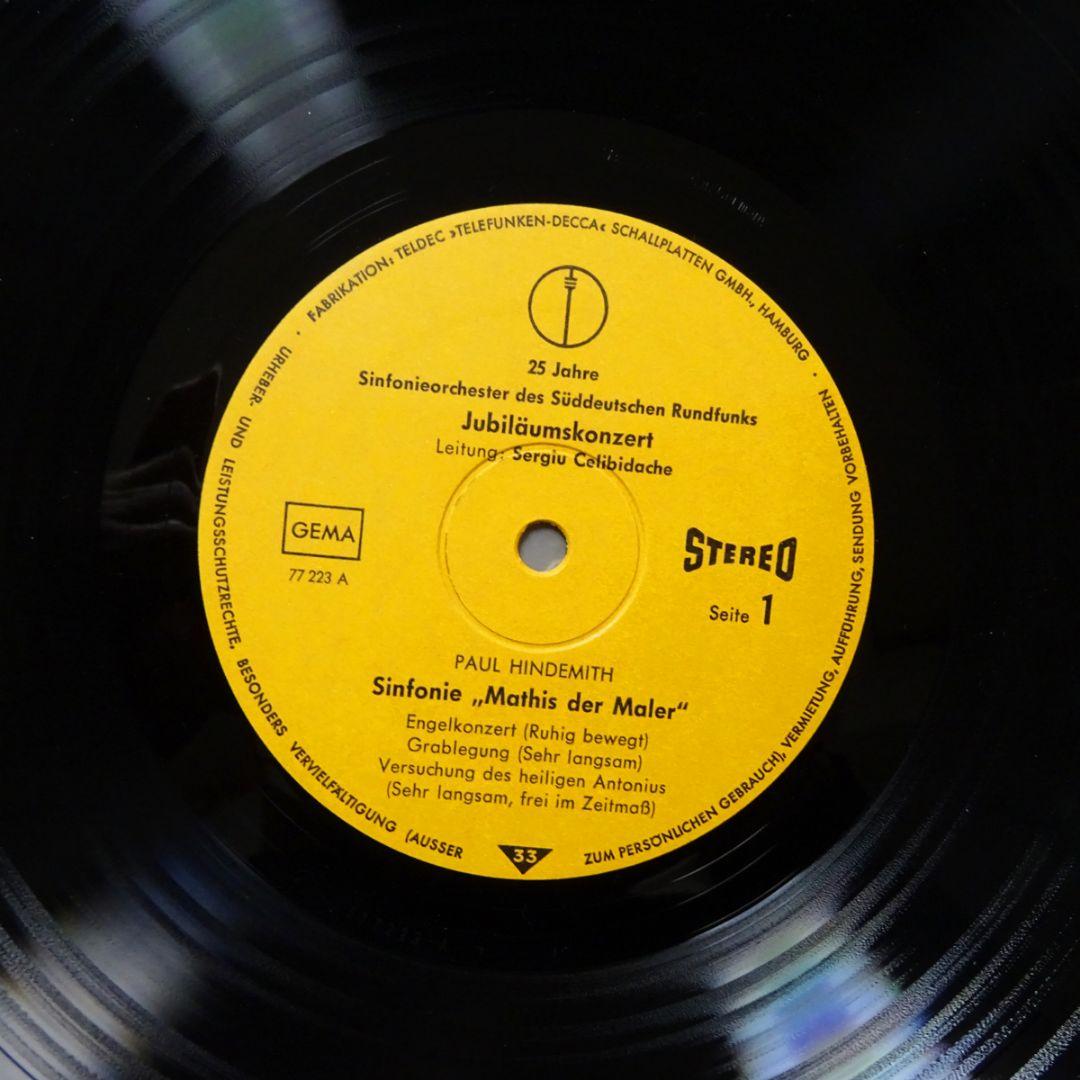 FABRIKATION: TELDEC »TELEFUNKEN-DECCA« SCHALLPLATTEN GMBH., HAMBURG ·
URHEBER- UND LEISTUNGSSCHUTZRECHTE, BESONDERS VERVIELFÄLTIGUNG (AUSSER
ZUM PERSÖNLICHEN GEBRAUCH), VERMIETUNG, AUFFÜHRUNG, SENDUNG VORBEHALTEN ·
25 Jahre
Sinfonieorchester des Süddeutschen Rundfunks
Jubiläumskonzert
Leitung: Sergiu Celibidache
GEMA
77 223 A
STEREO
Seite 1
PAUL HINDEMITH
Sinfonie „Mathis der Maler“
Engelkonzert (Ruhig bewegt)
Grablegung (Sehr langsam)
Versuchung des heiligen Antonius
(Sehr langsam, frei im Zeitmaß)
33